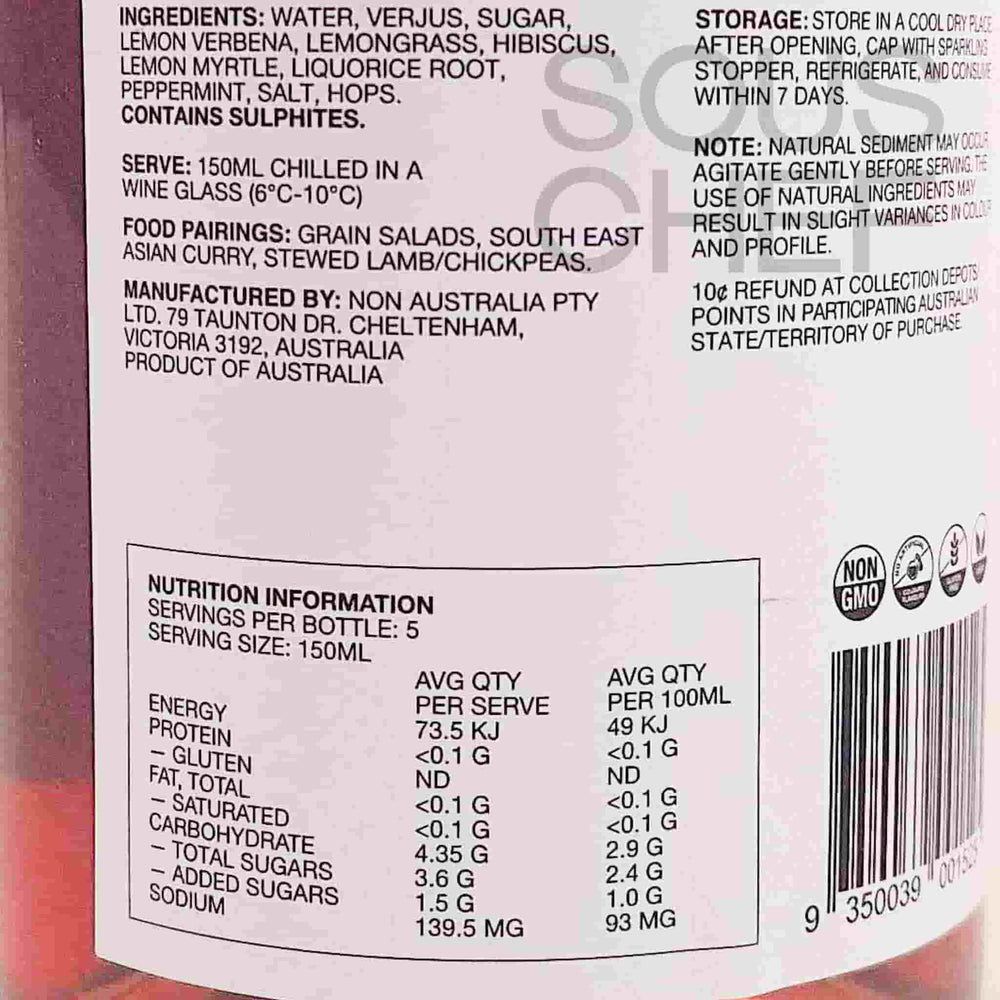 INGREDIENTS: WATER, VERJUS, SUGAR,
LEMON VERBENA, LEMONGRASS, HIBISCUS,
LEMON MYRTLE, LIQUORICE ROOT,
PEPPERMINT, SALT, HOPS.
CONTAINS SULPHITES.
SERVE: 150ML CHILLED IN A
WINE GLASS (6°C-10°C)
FOOD PAIRINGS: GRAIN SALADS, SOUTH EAST
ASIAN CURRY, STEWED LAMB/CHICKPEAS.
MANUFACTURED BY: NON AUSTRALIA PTY
LTD. 79 TAUNTON DR. CHELTENHAM,
VICTORIA 3192, AUSTRALIA
PRODUCT OF AUSTRALIA
STORAGE: STORE IN A COOL DRY PLACE
AFTER OPENING, CAP WITH SPARKLING
STOPPER, REFRIGERATE, AND CONSUME
WITHIN 7 DAYS.
NOTE: NATURAL SEDIMENT MAY OCCUR
AGITATE GENTLY BEFORE SERVING. THE
USE OF NATURAL INGREDIENTS MAY
RESULT IN SLIGHT VARIANCES IN COLOUR
AND PROFILE.
10¢ REFUND AT COLLECTION DEPOTS
POINTS IN PARTICIPATING AUSTRALIAN
STATE/TERRITORY OF PURCHASE.
SOUS
CHEF
NUTRITION INFORMATION
SERVINGS PER BOTTLE: 5
SERVING SIZE: 150ML
AVG QTY AVG QTY
PER SERVE PER 100ML
ENERGY 73.5 KJ 49 KJ
PROTEIN <0.1 G <0.1 G
– GLUTEN ND ND
FAT, TOTAL <0.1 G <0.1 G
– SATURATED <0.1 G <0.1 G
CARBOHYDRATE 4.35 G 2.9 G
– TOTAL SUGARS 3.6 G 2.4 G
– ADDED SUGARS 1.5 G 1.0 G
SODIUM 139.5 MG 93 MG
NON
GMO
NO ARTIFICIAL
COLOURS
9 350039 001528